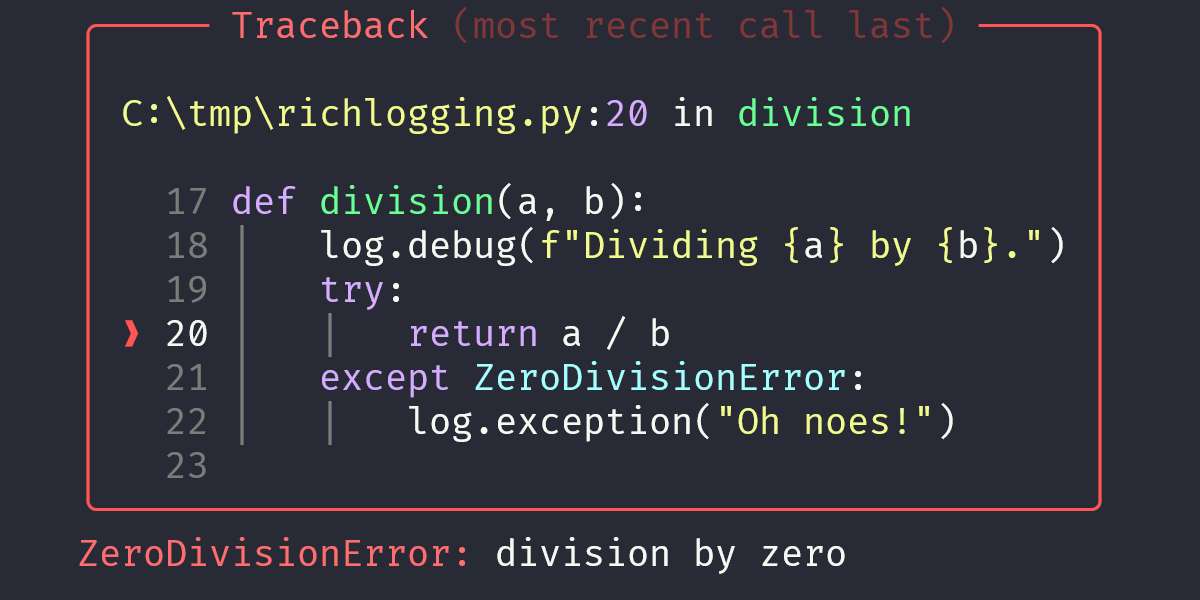 Traceback (most recent call last)
C:\tmp\richlogging.py:20 in division
17 def division(a, b):
18     log.debug(f"Dividing {a} by {b}.")
19     try:
❱ 20         return a / b
21     except ZeroDivisionError:
22         log.exception("Oh noes!")
23
ZeroDivisionError: division by zero